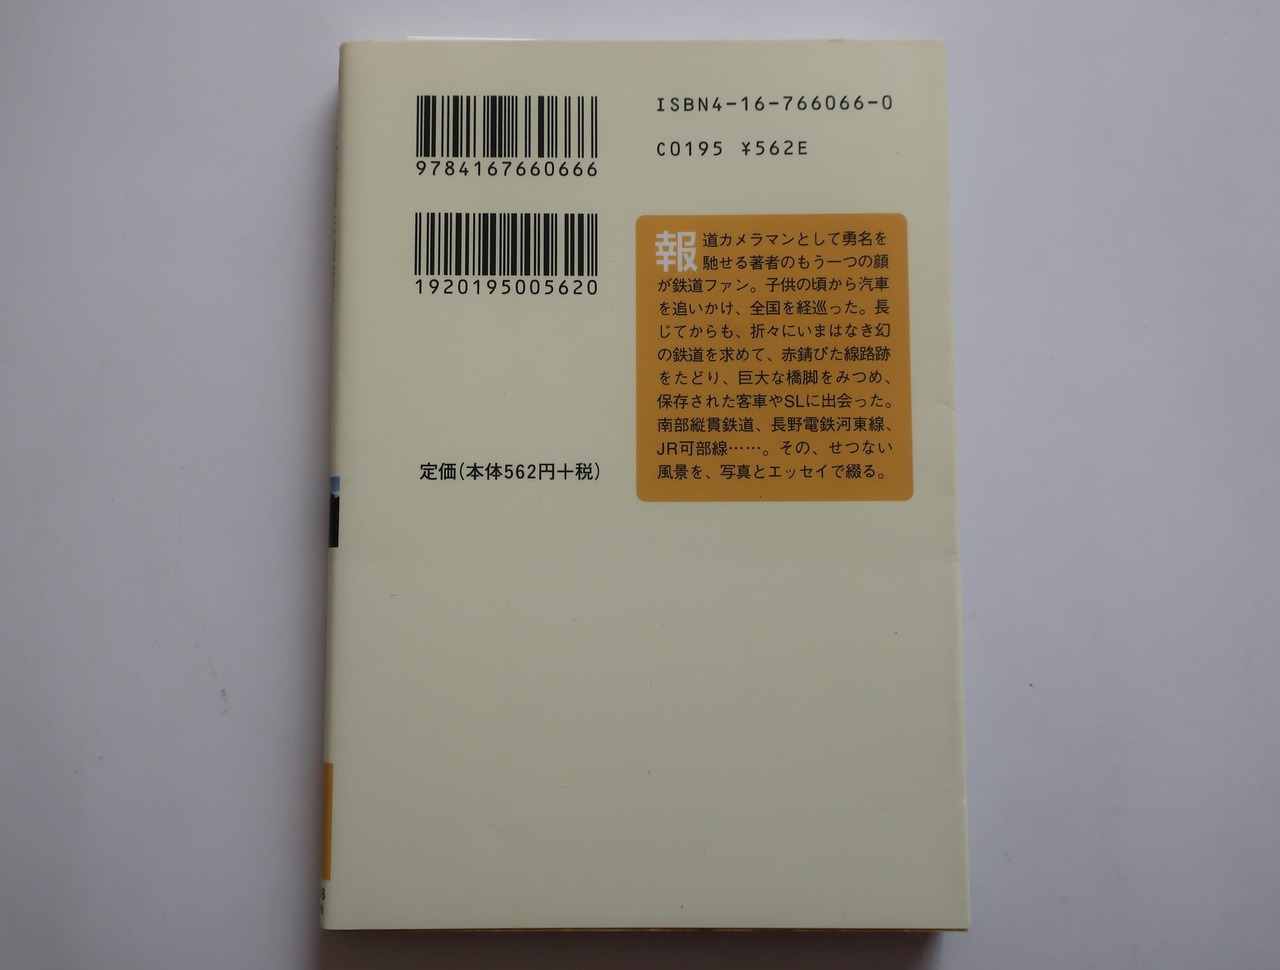 9784167660666
ISBN4-16-766066-0
C0195 ¥562E
1920195005620
報道カメラマンとして勇名を
馳せる著者のもう一つの顔
が鉄道ファン。子供の頃から汽車
を追いかけ、全国を経巡った。長
じてからも、折々にいまはなき幻
の鉄道を求めて、赤錆びた線路跡
をたどり、巨大な橋脚をみつめ、
保存された客車やSLに出会った。
南部縦貫鉄道、長野電鉄河東線、
JR可部線……。その、せつない
風景を、写真とエッセイで綴る。
定価(本体562円+税)